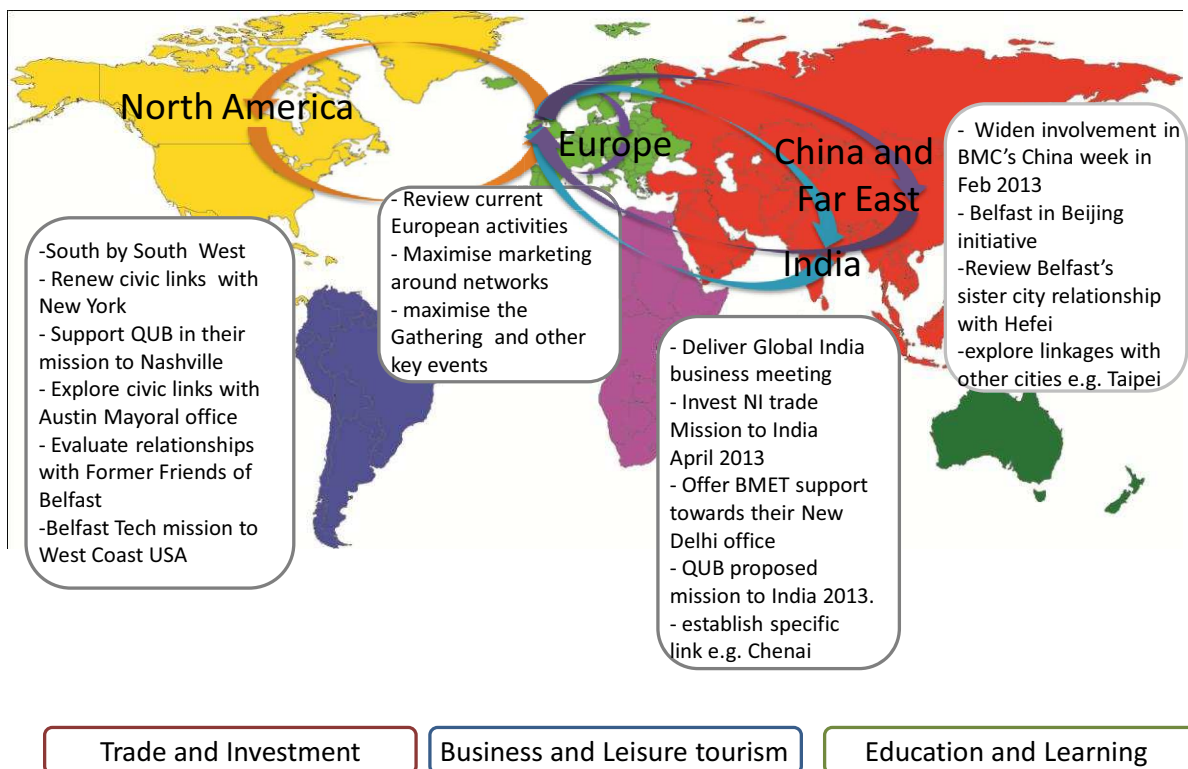 North America
Europe
China and
Far East
India
-South by South West
- Renew civic links with
New York
- Support QUB in their
mission to Nashville
- Explore civic links with
Austin Mayoral office
- Evaluate relationships
with Former Friends of
Belfast
-Belfast Tech mission to
West Coast USA
- Review current
European activities
- Maximise marketing
around networks
- maximise the
Gathering and other
key events
- Deliver Global India
business meeting
- Invest NI trade
Mission to India
April 2013
- Offer BMET support
towards their New
Delhi office
- QUB proposed
mission to India 2013.
- establish specific
link e.g. Chenai
- Widen involvement in
BMC's China week in
Feb 2013
- Belfast in Beijing
initiative
-Review Belfast's
sister city relationship
with Hefei
-explore linkages with
other cities e.g. Taipei
Trade and Investment
Business and Leisure tourism
Education and Learning